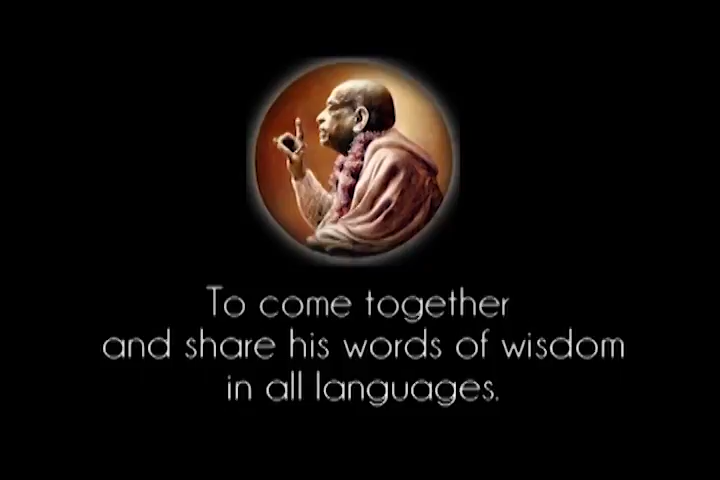 To come together
and share his words of wisdom
in all languages.